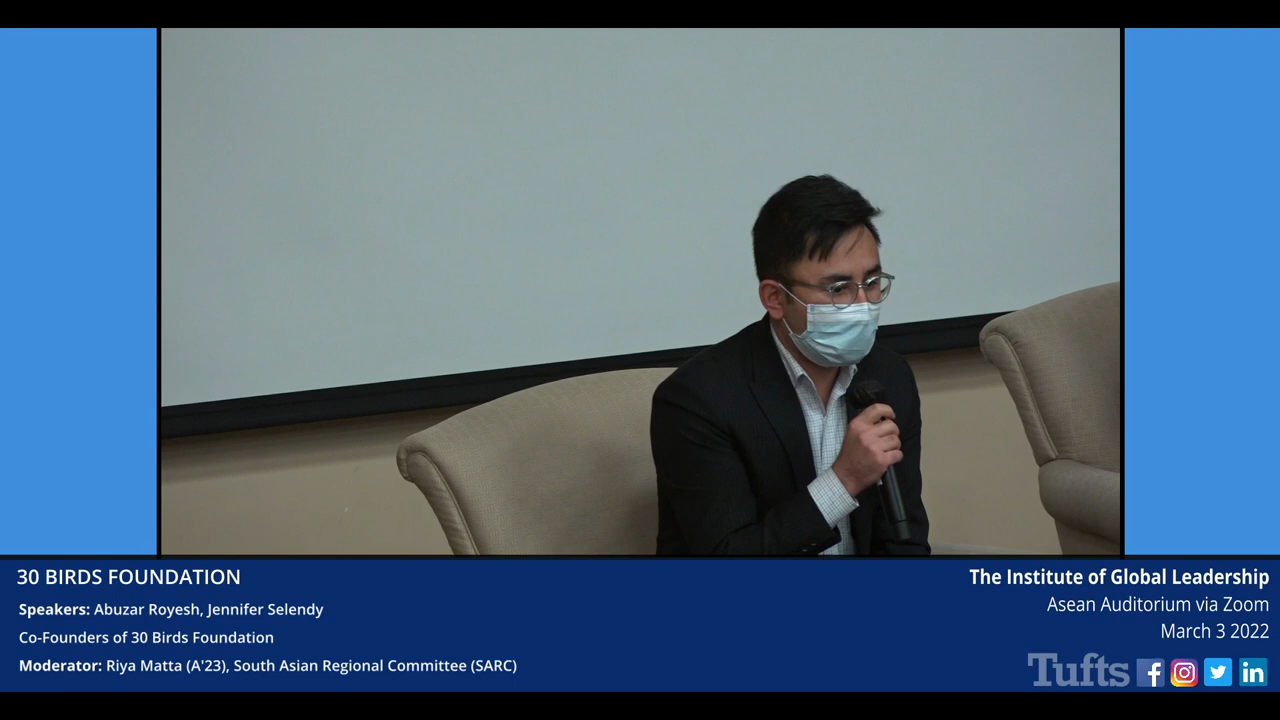 30 BIRDS FOUNDATION
Speakers: Abuzar Royesh, Jennifer Selendy
Co-Founders of 30 Birds Foundation
Moderator: Riya Matta (A'23), South Asian Regional Committee (SARC)
The Institute of Global Leadership
Asean Auditorium via Zoom
March 3 2022
Tufts